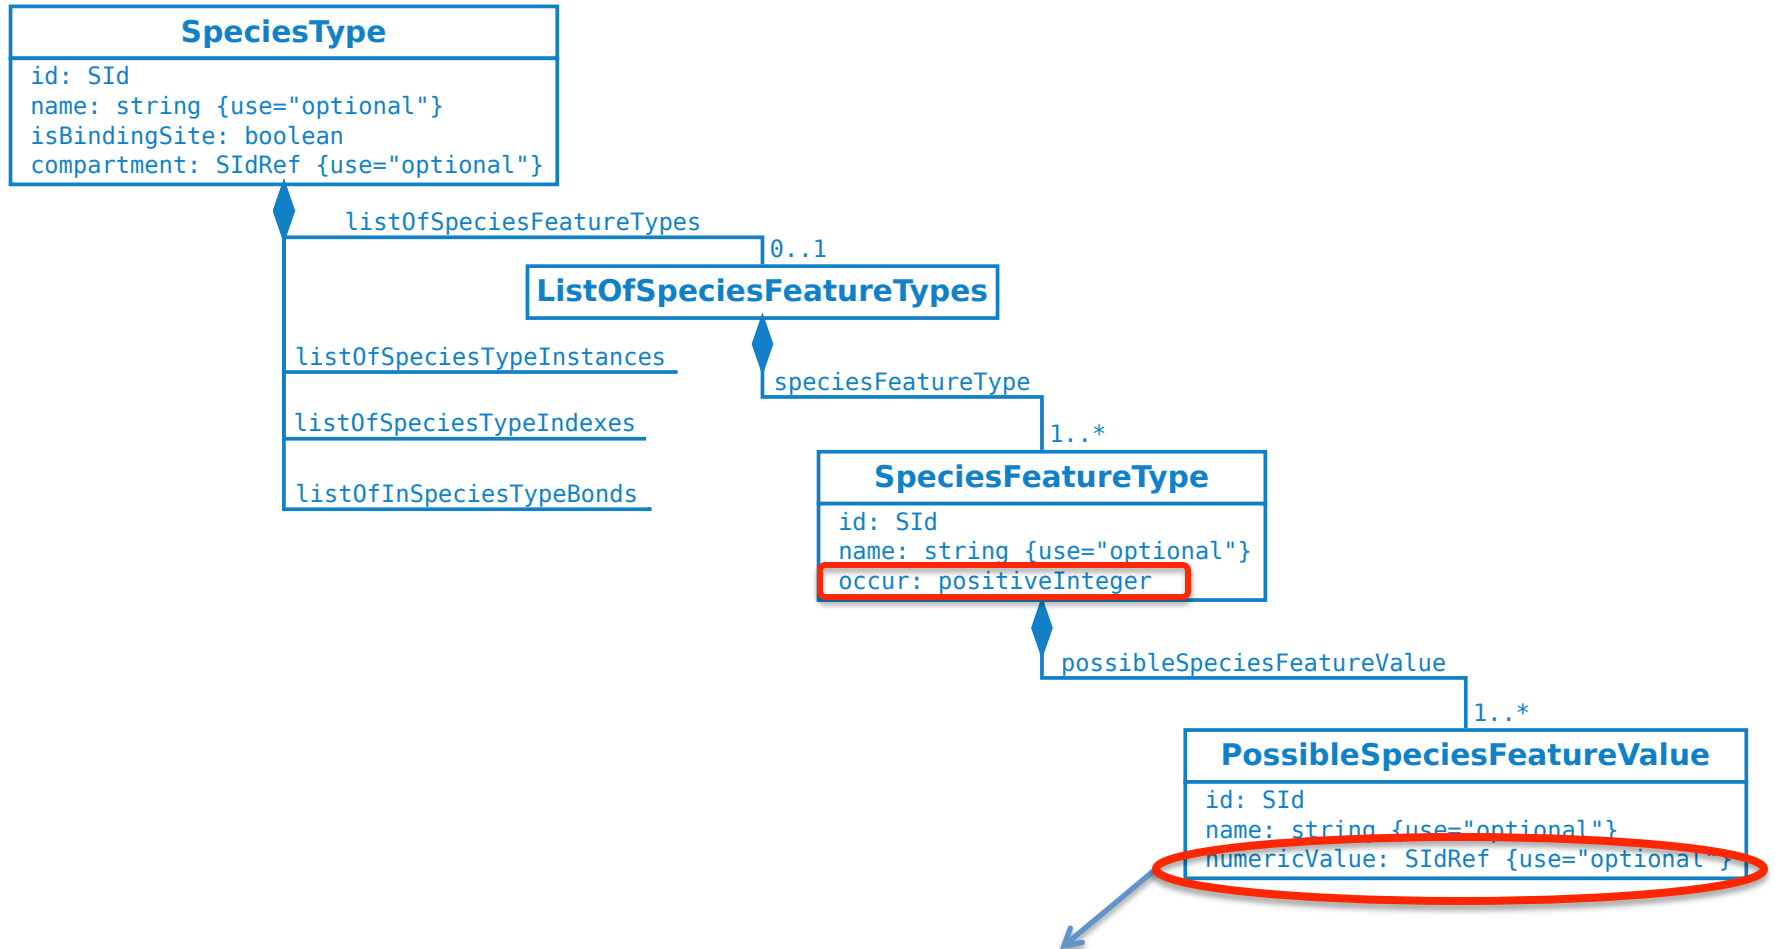 SpeciesType
id: SId
name: string {use="optional"}
isBindingSite: boolean
compartment: SIdRef {use="optional"}
listOfSpeciesFeatureTypes
0..1
ListOfSpeciesFeatureTypes
listOfSpeciesTypeInstances
speciesFeatureType
listOfSpeciesTypeIndexes
1..*
SpeciesFeatureType
listOfInSpeciesTypeBonds
id: SId
name: string {use="optional"}
occur: positiveInteger
possibleSpeciesFeatureValue
1..*
PossibleSpeciesFeatureValue
id: SId
name: string {use="optional"}
numericValue: SIdRef {use="optional"}